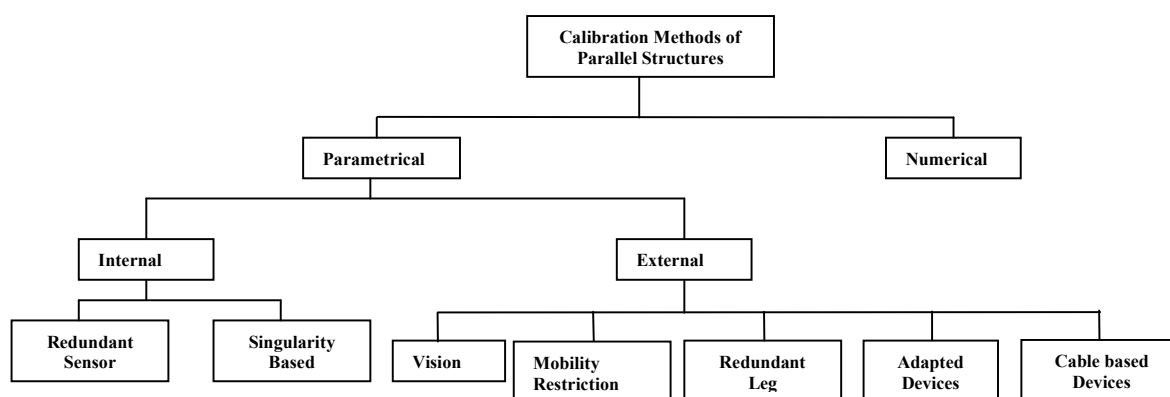 Calibration Methods of
Parallel Structures
Parametrical
Numerical
Internal
External
Redundant
Sensor
Singularity
Based
Vision
Mobility
Restriction
Redundant
Leg
Adapted
Devices
Cable based
Devices